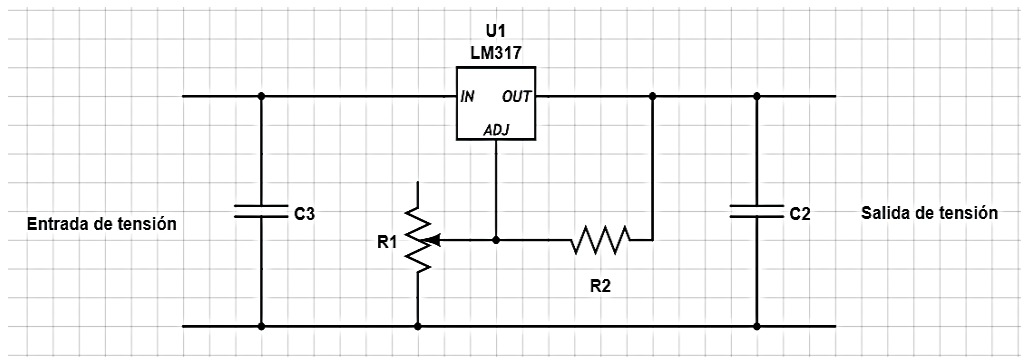 U1
LM317
IN OUT
ADJ
Entrada de tensión
C3
R1
R2
C2
Salida de tensión